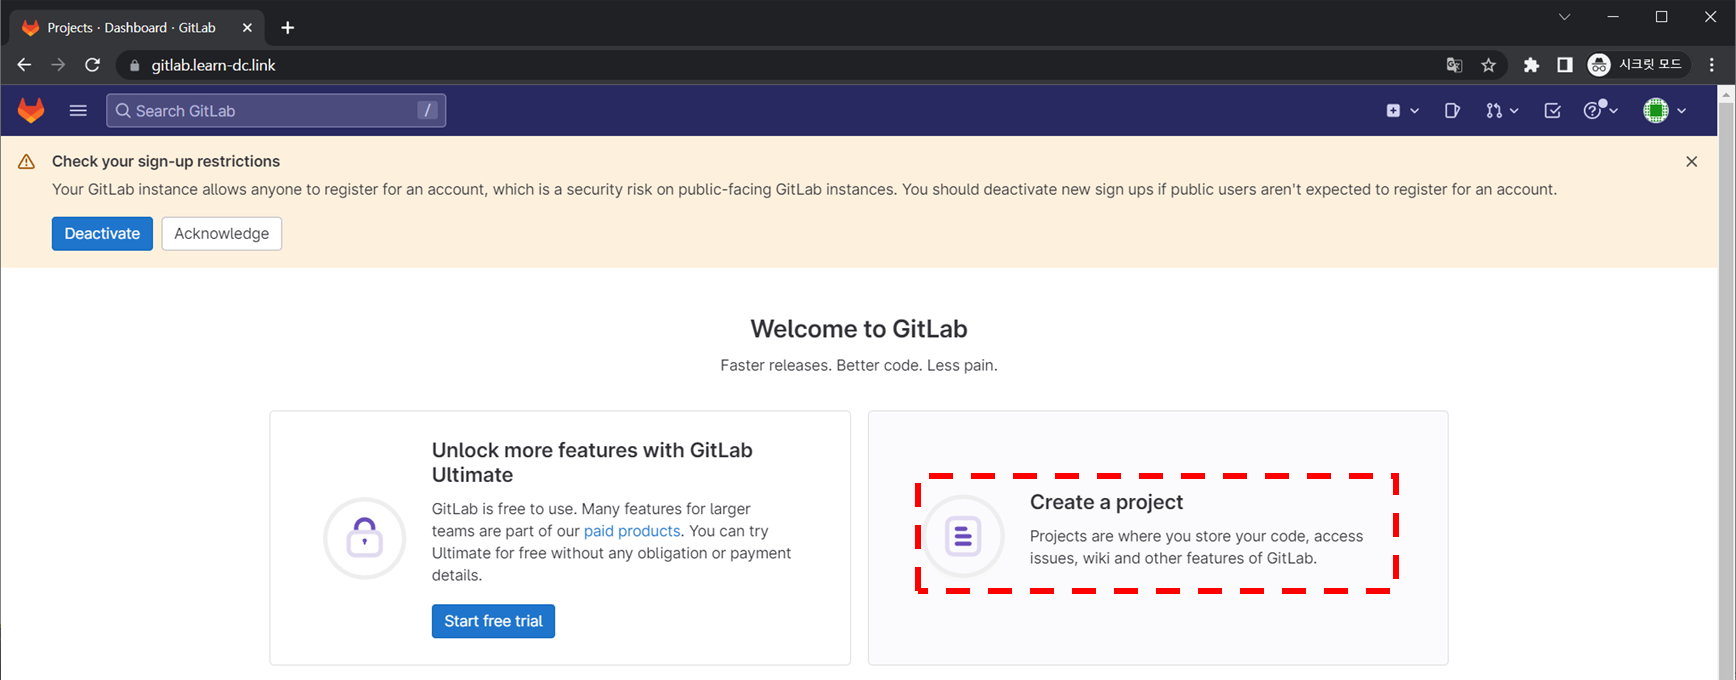 Projects · Dashboard · GitLab
gitlab.learn-dc.link
시크릿 모드
Search GitLab
/
Check your sign-up restrictions
Your GitLab instance allows anyone to register for an account, which is a security risk on public-facing GitLab instances. You should deactivate new sign ups if public users aren't expected to register for an account.
Deactivate
Acknowledge
Welcome to GitLab
Faster releases. Better code. Less pain.
Unlock more features with GitLab
Ultimate
GitLab is free to use. Many features for larger
teams are part of our paid products. You can try
Ultimate for free without any obligation or payment
details.
Start free trial
Create a project
Projects are where you store your code, access
issues, wiki and other features of GitLab.